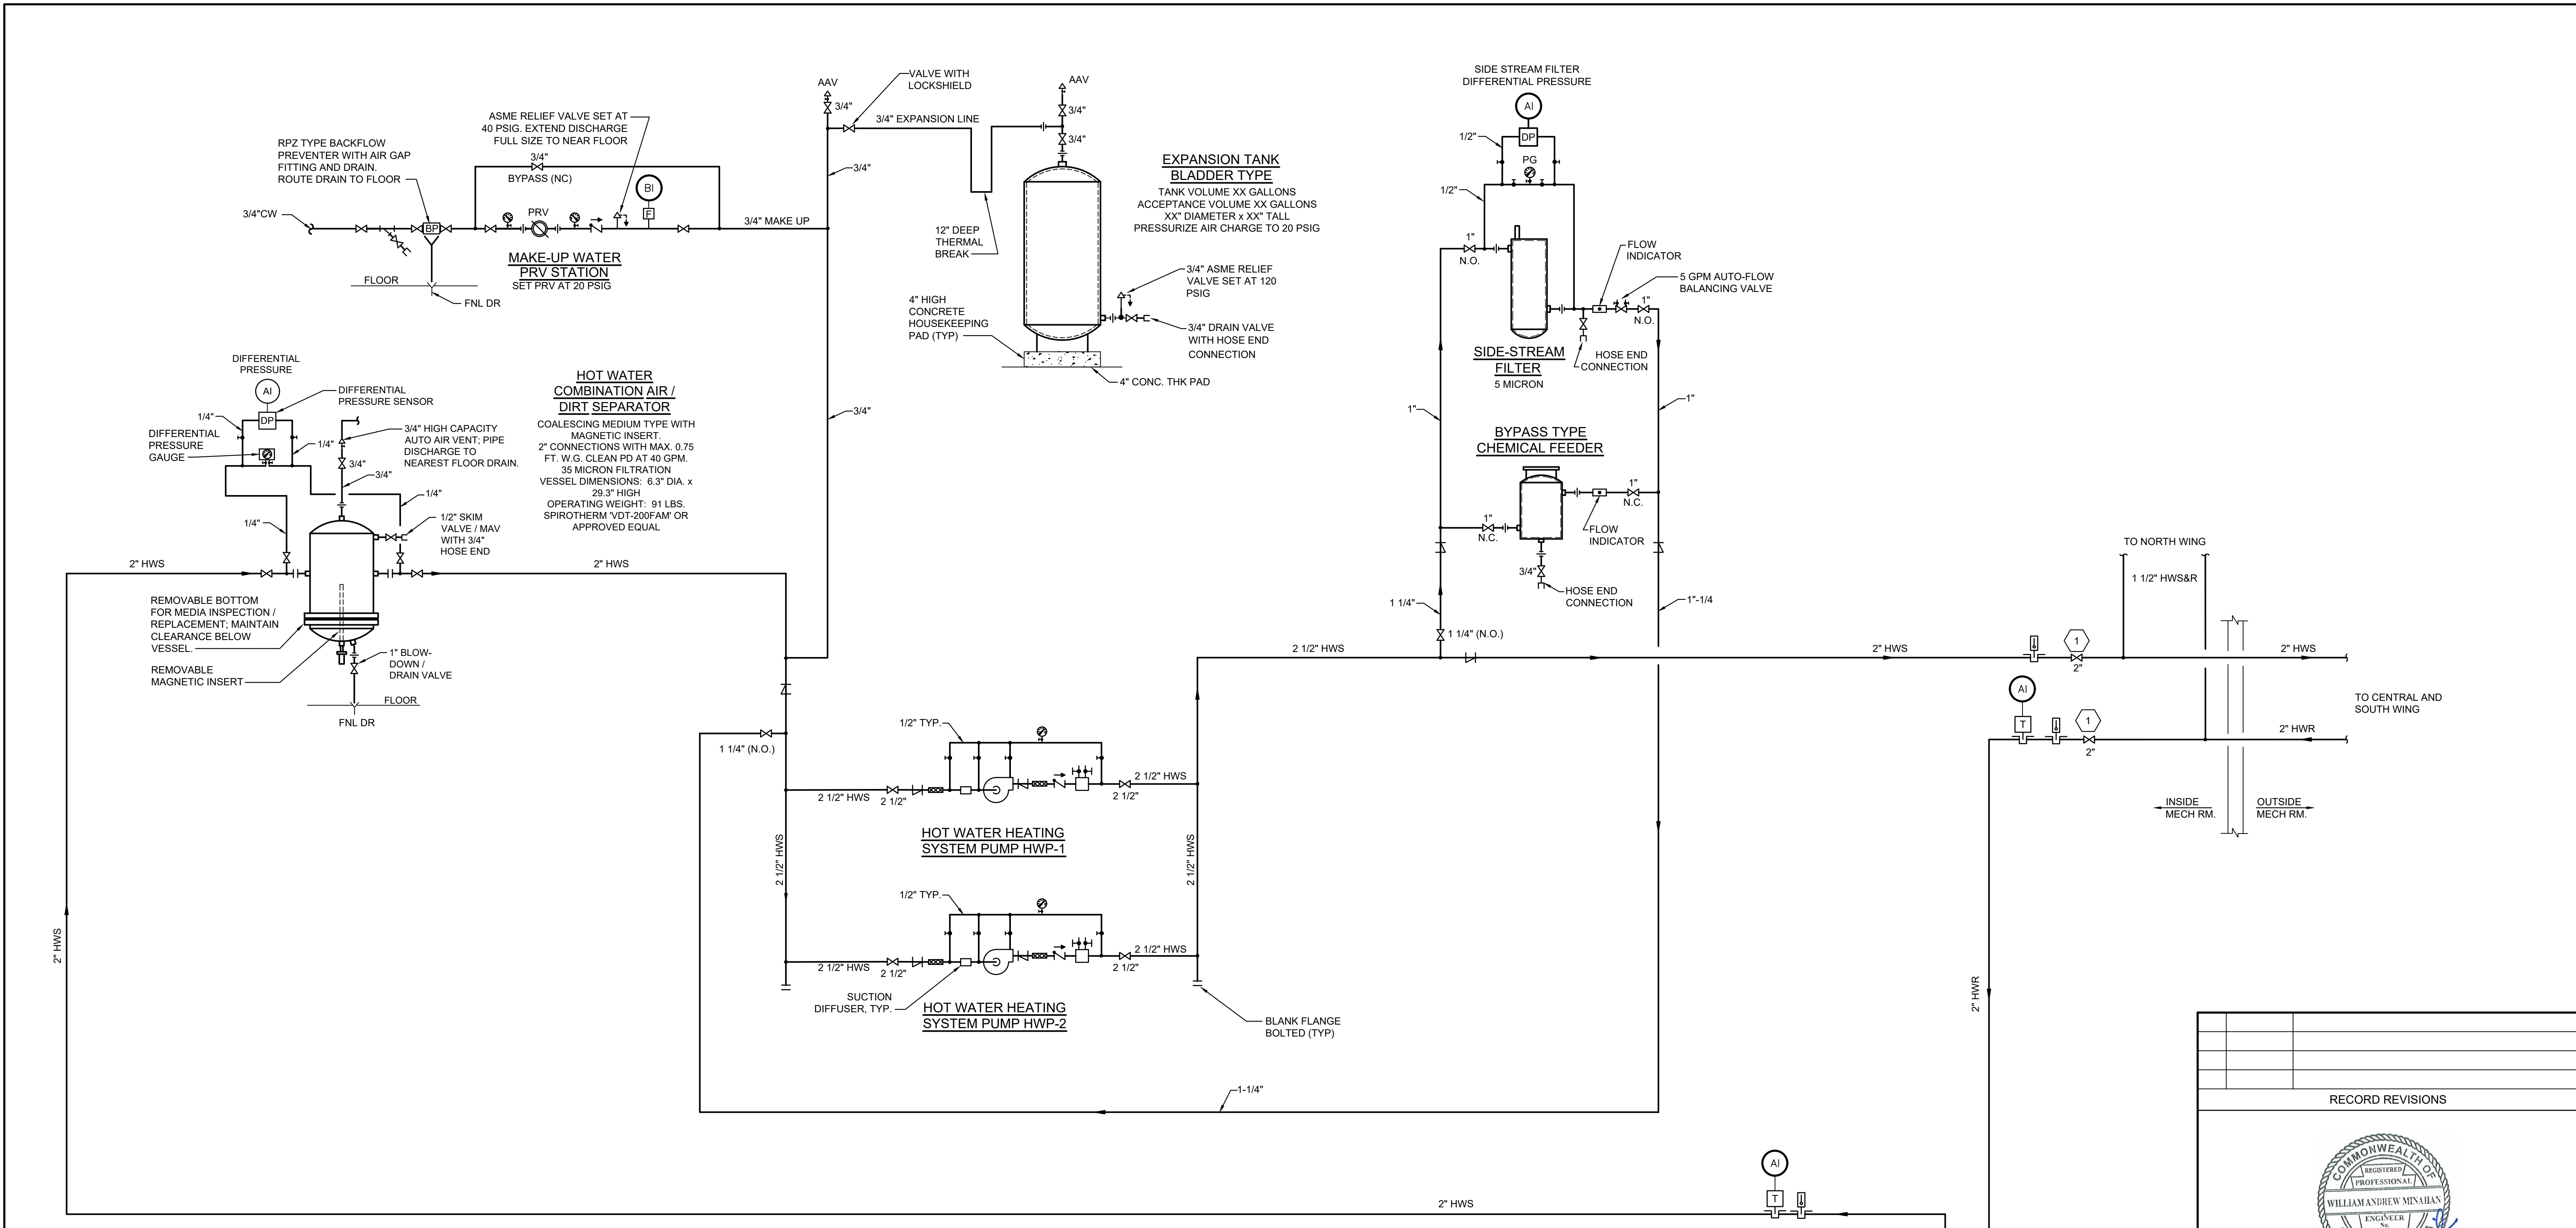 AAV
3/4"
VALVE WITH
LOCKSHIELD
3/4" EXPANSION LINE
AAV
3/4"
3/4"
3/4"
ASME RELIEF VALVE SET AT
40 PSIG. EXTEND DISCHARGE
FULL SIZE TO NEAR FLOOR
3/4"
BYPASS (NC)
RPZ TYPE BACKFLOW
PREVENTER WITH AIR GAP
FITTING AND DRAIN.
ROUTE DRAIN TO FLOOR
3/4"CW
BP
PRV
BI
F
3/4" MAKE UP
MAKE-UP WATER
PRV STATION
SET PRV AT 20 PSIG
FLOOR
FNL DR
EXPANSION TANK
BLADDER TYPE
TANK VOLUME XX GALLONS
ACCEPTANCE VOLUME XX GALLONS
XX" DIAMETER x XX" TALL
PRESSURIZE AIR CHARGE TO 20 PSIG
12" DEEP
THERMAL
BREAK
4" HIGH
CONCRETE
HOUSEKEEPING
PAD (TYP)
3/4" ASME RELIEF
VALVE SET AT 120
PSIG
3/4" DRAIN VALVE
WITH HOSE END
CONNECTION
4" CONC. THK PAD
SIDE STREAM FILTER
DIFFERENTIAL PRESSURE
AI
1/2"
DP
PG
1/2"
1"
N.O.
FLOW
INDICATOR
5 GPM AUTO-FLOW
BALANCING VALVE
1"
N.O.
SIDE-STREAM
FILTER
5 MICRON
HOSE END
CONNECTION
1"
1"
BYPASS TYPE
CHEMICAL FEEDER
1"
N.C.
1"
N.C.
FLOW
INDICATOR
3/4"
HOSE END
CONNECTION
1 1/4"
1"-1/4
1 1/4" (N.O.)
DIFFERENTIAL
PRESSURE
AI
DIFFERENTIAL
PRESSURE SENSOR
1/4"
DP
DIFFERENTIAL
PRESSURE
GAUGE
1/4"
3/4" HIGH CAPACITY
AUTO AIR VENT; PIPE
DISCHARGE TO
NEAREST FLOOR DRAIN.
3/4"
3/4"
1/4"
1/4"
1/2" SKIM
VALVE / MAV
WITH 3/4"
HOSE END
HOT WATER
COMBINATION AIR /
DIRT SEPARATOR
COALESCING MEDIUM TYPE WITH
MAGNETIC INSERT.
2" CONNECTIONS WITH MAX. 0.75
FT. W.G. CLEAN PD AT 40 GPM.
35 MICRON FILTRATION
VESSEL DIMENSIONS: 6.3" DIA. x
29.3" HIGH
OPERATING WEIGHT: 91 LBS.
SPIROTHERM 'VDT-200FAM' OR
APPROVED EQUAL
3/4"
2" HWS
2" HWS
REMOVABLE BOTTOM
FOR MEDIA INSPECTION /
REPLACEMENT; MAINTAIN
CLEARANCE BELOW
VESSEL.
REMOVABLE
MAGNETIC INSERT
1" BLOW-
DOWN /
DRAIN VALVE
FLOOR
FNL DR
2 1/2" HWS
2" HWS
1
2"
TO NORTH WING
1 1/2" HWS&R
2" HWS
AI
T
1
2"
TO CENTRAL AND
SOUTH WING
2" HWR
INSIDE
MECH RM.
OUTSIDE
MECH RM.
1 1/4" (N.O.)
1/2" TYP.
2 1/2" HWS
2 1/2"
2 1/2" HWS
2 1/2"
HOT WATER HEATING
SYSTEM PUMP HWP-1
2 1/2" HWS
2 1/2" HWS
1/2" TYP.
2 1/2" HWS
2 1/2"
2 1/2" HWS
2 1/2"
SUCTION
DIFFUSER, TYP.
HOT WATER HEATING
SYSTEM PUMP HWP-2
BLANK FLANGE
BOLTED (TYP)
2" HWS
2" HWR
1-1/4"
AI
T
2" HWS
RECORD REVISIONS
COMMONWEALTH OF
REGISTERED
PROFESSIONAL
WILLIAM ANDREW MINAHAN
ENGINEER
No.